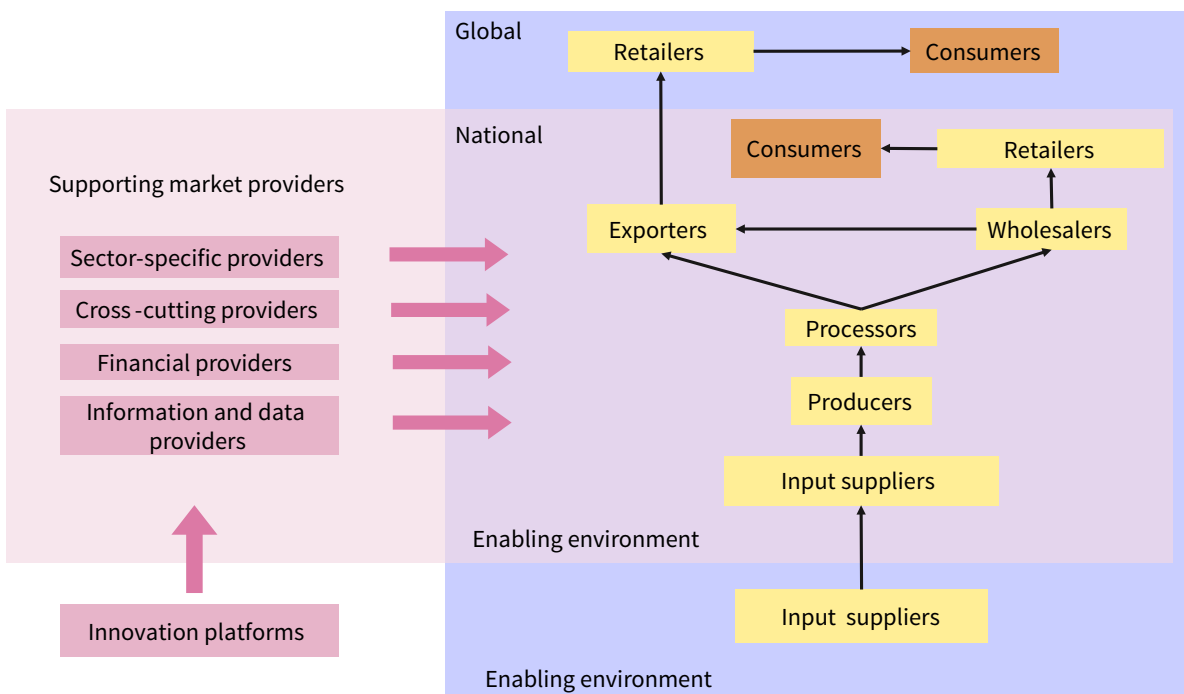 Global
Retailers
Consumers
National
Consumers
Retailers
Supporting market providers
Exporters
Wholesalers
Sector-specific providers
Cross -cutting providers
Processors
Financial providers
Producers
Information and data
providers
Input suppliers
Enabling environment
Innovation platforms
Input suppliers
Enabling environment